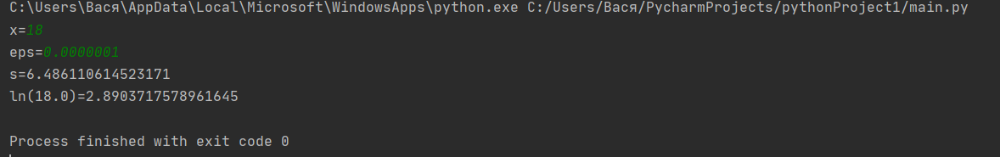 C:\Users\Вася\AppData\Local\Microsoft\WindowsApps\python.exe C:/Users/Вася/PycharmProjects/pythonProject1/main.py
x=18
eps=0.0000001
s=6.486110614523171
ln(18.0)=2.8903717578961645
Process finished with exit code 0